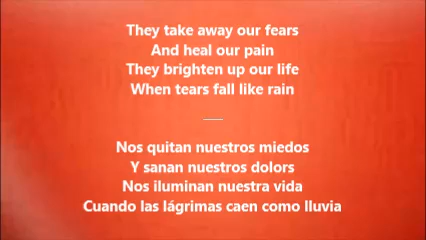 They take away our fears
And heal our pain
They brighten up our life
When tears fall like rain
Nos quitan nuestros miedos
Y sanan nuestros dolors
Nos iluminan nuestra vida
Cuando las lágrimas caen como lluvia